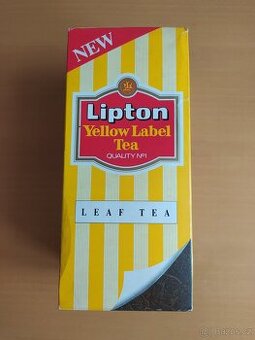 NEW
Lipton
Yellow Label
Tea
QUALITY No1
LEAF TEA